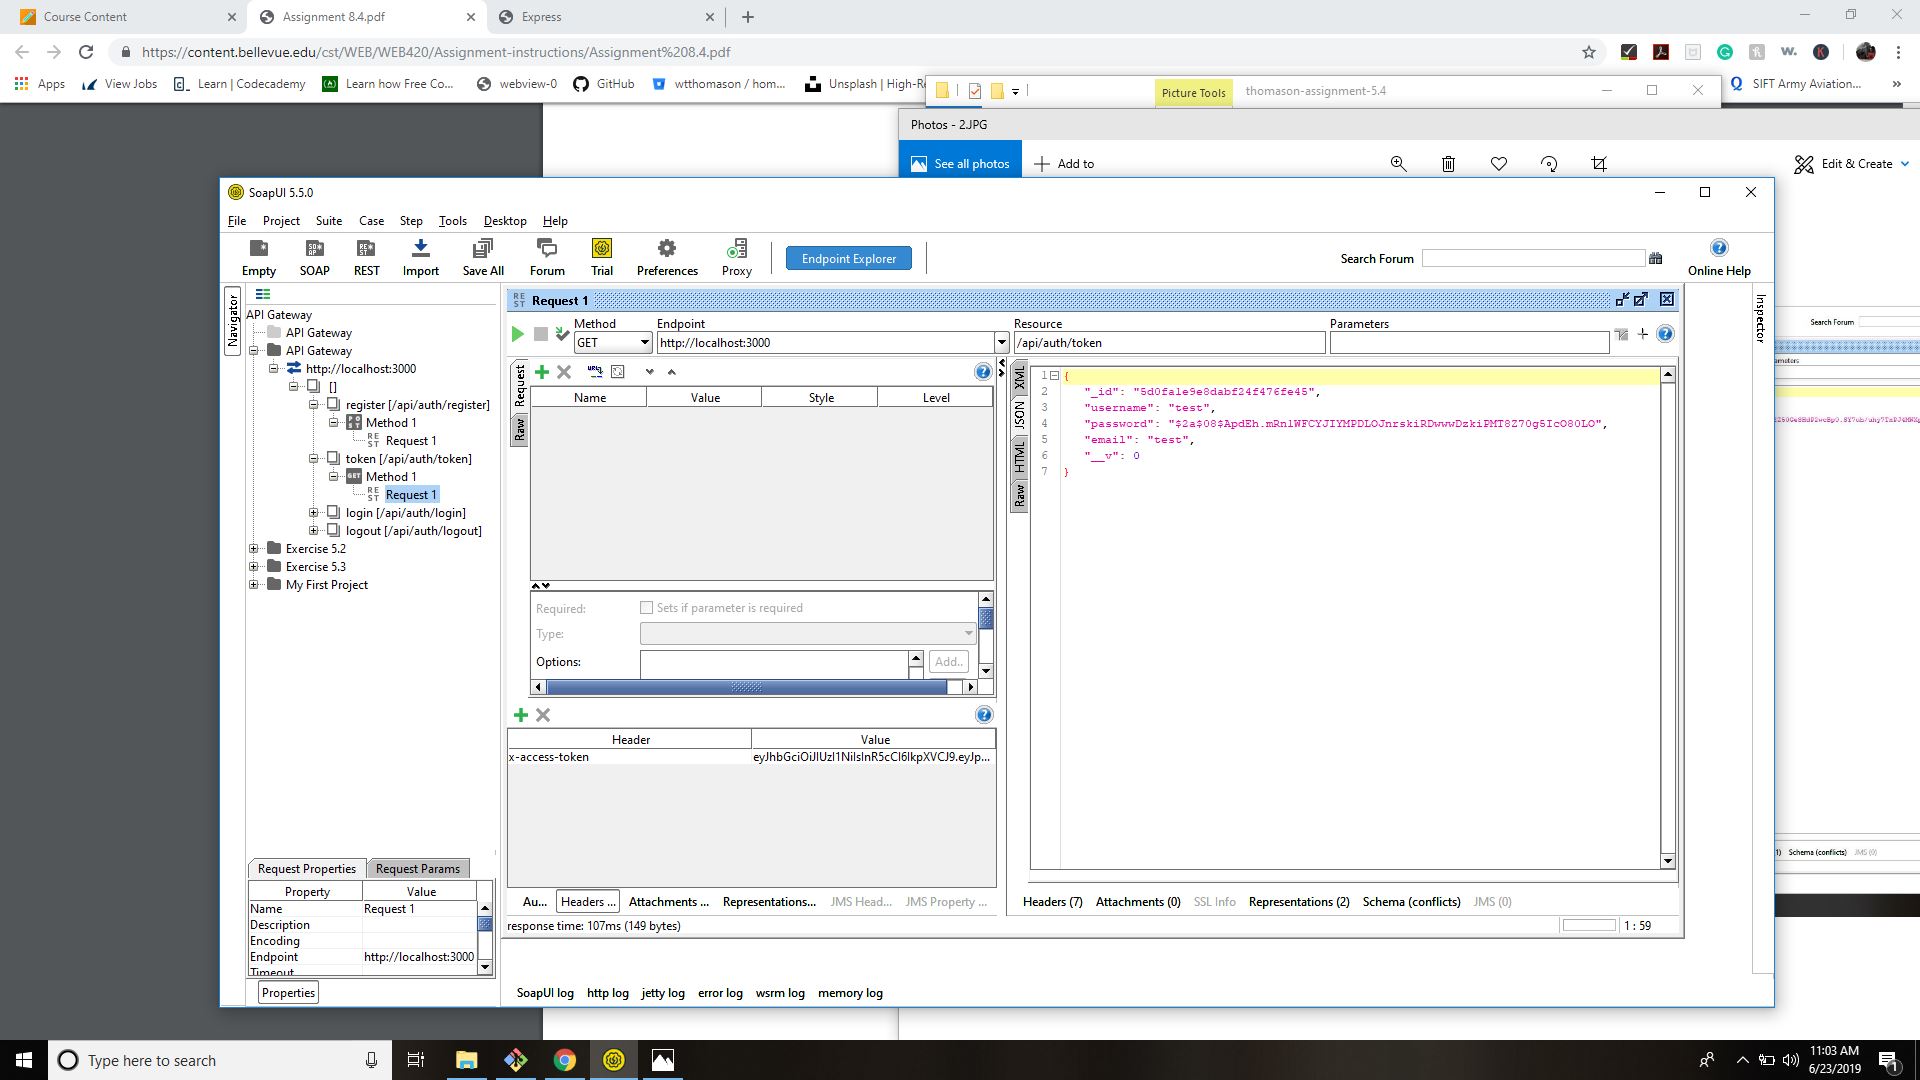 Course Content
Assignment 8.4.pdf
Express
https://content.bellevue.edu/cst/WEB/WEB420/Assignment-instructions/Assignment%208.4.pdf
Apps
View Jobs
Learn | Codecademy
Learn how Free Co...
webview-0
GitHub
wtthomason / hom...
Unsplash | High-R
SIFT Army Aviation...
Picture Tools
thomason-assignment-5.4
Photos - 2.JPG
See all photos
Add to
Edit & Create
SoapUI 5.5.0
File Project Suite Case Step Tools Desktop Help
Empty SOAP REST Import Save All Forum Trial Preferences Proxy
Endpoint Explorer
Search Forum
Online Help
Navigator
API Gateway
API Gateway
API Gateway
http://localhost:3000
[]
register [/api/auth/register]
Method 1
Request 1
token [/api/auth/token]
Method 1
Request 1
login [/api/auth/login]
logout [/api/auth/logout]
Exercise 5.2
Exercise 5.3
My First Project
Request 1
Method Endpoint Resource Parameters
GET http://localhost:3000 /api/auth/token
Request
Raw
Name Value Style Level
Required: Sets if parameter is required
Type:
Options: Add..
Header Value
x-access-token
Au... Headers ... Attachments ... Representations... JMS Head... JMS Property ...
response time: 107ms (149 bytes)
XML
JSON
HTML
Raw
1 {
2 "_id": "5d0fa1e9e8dabf24f476fe45",
3 "username": "test",
4 "password": "$2a$08$ApdEh.mRnlWFCYJIYMPDLOJnrskiRDwwwDzkiPMT8Z70g5IcO80LO",
5 "email": "test",
6 "__v": 0
7 }
Headers (7) Attachments (0) SSL Info Representations (2) Schema (conflicts) JMS (0)
1 : 59
Inspector
Search Forum
Schema (conflicts) JMS (0)
Request Properties Request Params
Property Value
Name Request 1
Description
Encoding
Endpoint http://localhost:3000
Timeout
Properties
SoapUI log http log jetty log error log wsrm log memory log
Type here to search
11:03 AM
6/23/2019
1